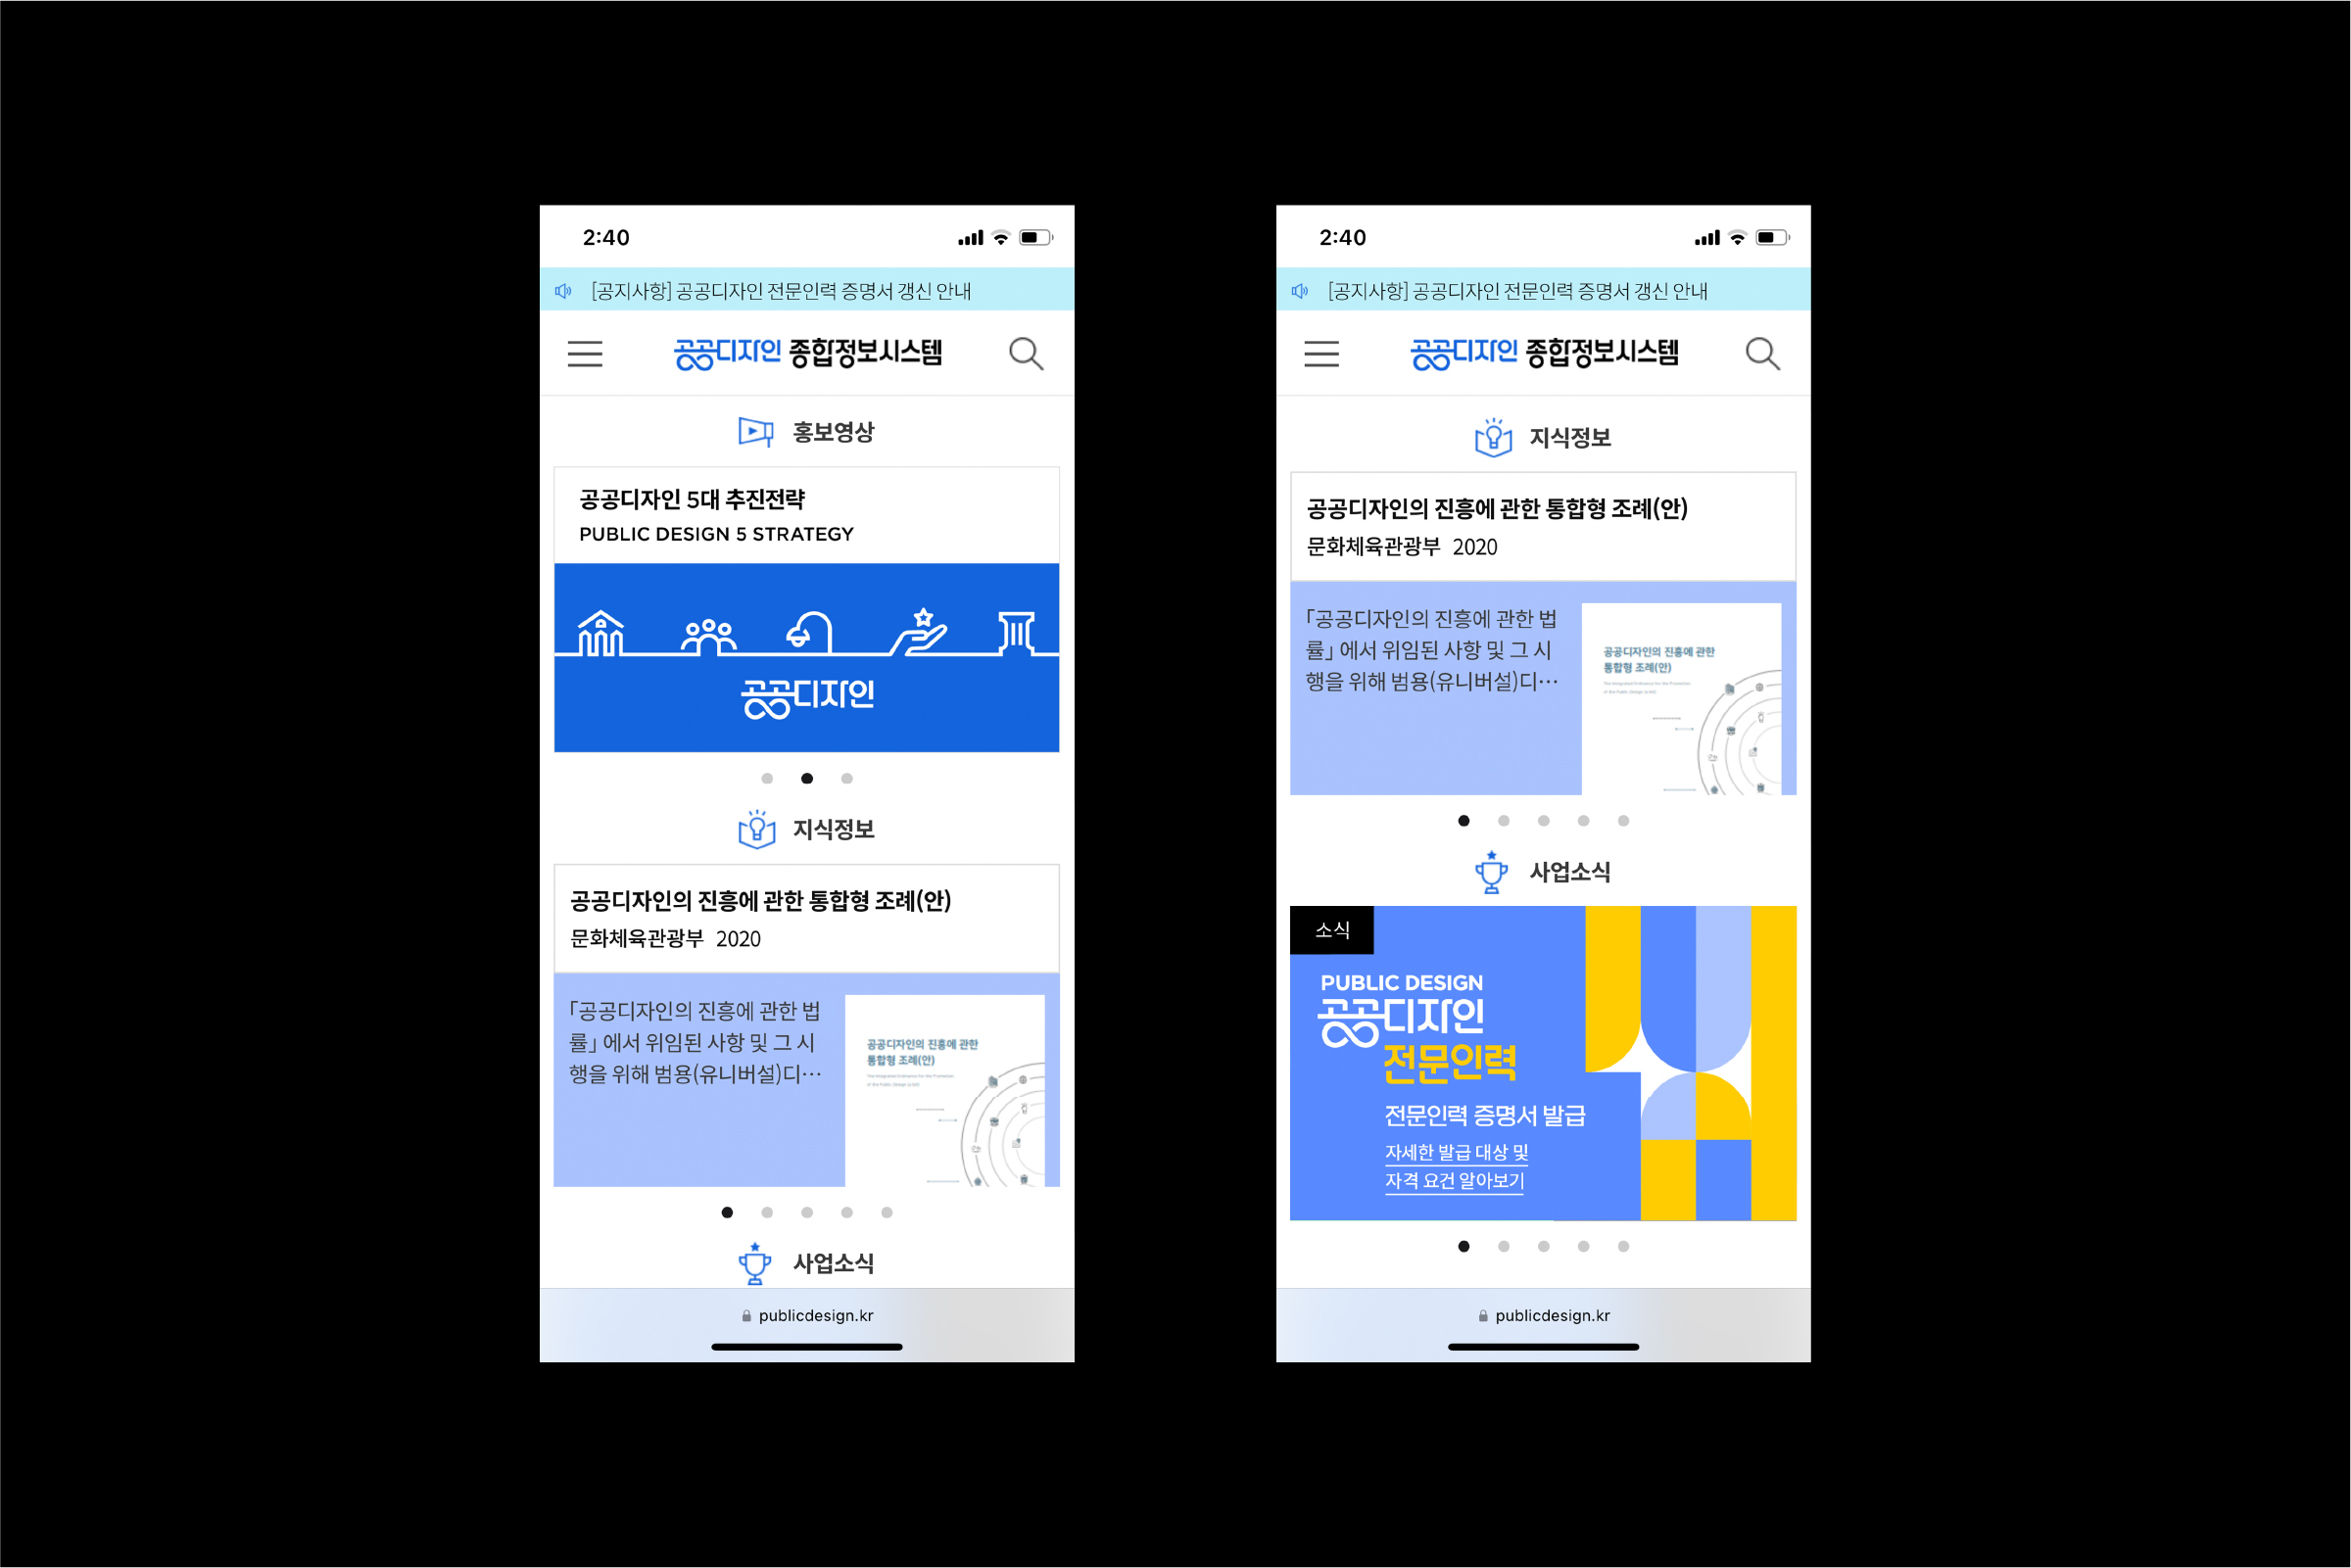 2:40
[공지사항] 공공디자인 전문인력 증명서 갱신 안내
공공디자인 종합정보시스템
홍보영상
공공디자인 5대 추진전략
PUBLIC DESIGN 5 STRATEGY
공공디자인
지식정보
공공디자인의 진흥에 관한 통합형 조례(안)
문화체육관광부 2020
「공공디자인의 진흥에 관한 법
률」 에서 위임된 사항 및 그 시
행을 위해 범용(유니버설)디…
공공디자인의 진흥에 관한
통합형 조례(안)
사업소식
publicdesign.kr
2:40
[공지사항] 공공디자인 전문인력 증명서 갱신 안내
공공디자인 종합정보시스템
지식정보
공공디자인의 진흥에 관한 통합형 조례(안)
문화체육관광부 2020
「공공디자인의 진흥에 관한 법
률」 에서 위임된 사항 및 그 시
행을 위해 범용(유니버설)디…
공공디자인의 진흥에 관한
통합형 조례(안)
사업소식
소식
PUBLIC DESIGN
공공디자인
전문인력
전문인력 증명서 발급
자세한 발급 대상 및
자격 요건 알아보기
publicdesign.kr